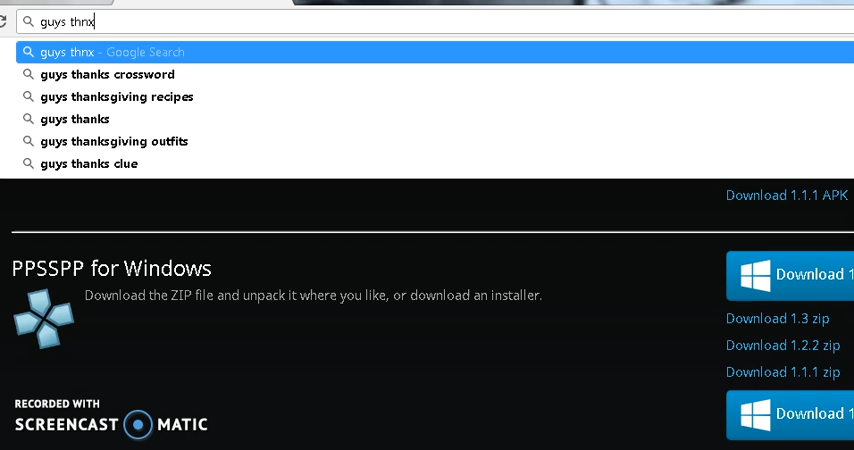 guys thnx
guys thnx - Google Search
guys thanks crossword
guys thanksgiving recipes
guys thanks
guys thanksgiving outfits
guys thanks clue
Download 1.1.1 APK
PPSSPP for Windows
Download 1
Download the ZIP file and unpack it where you like, or download an installer.
Download 1.3 zip
Download 1.2.2 zip
Download 1.1.1 zip
RECORDED WITH
SCREENCAST MATIC
Download 1